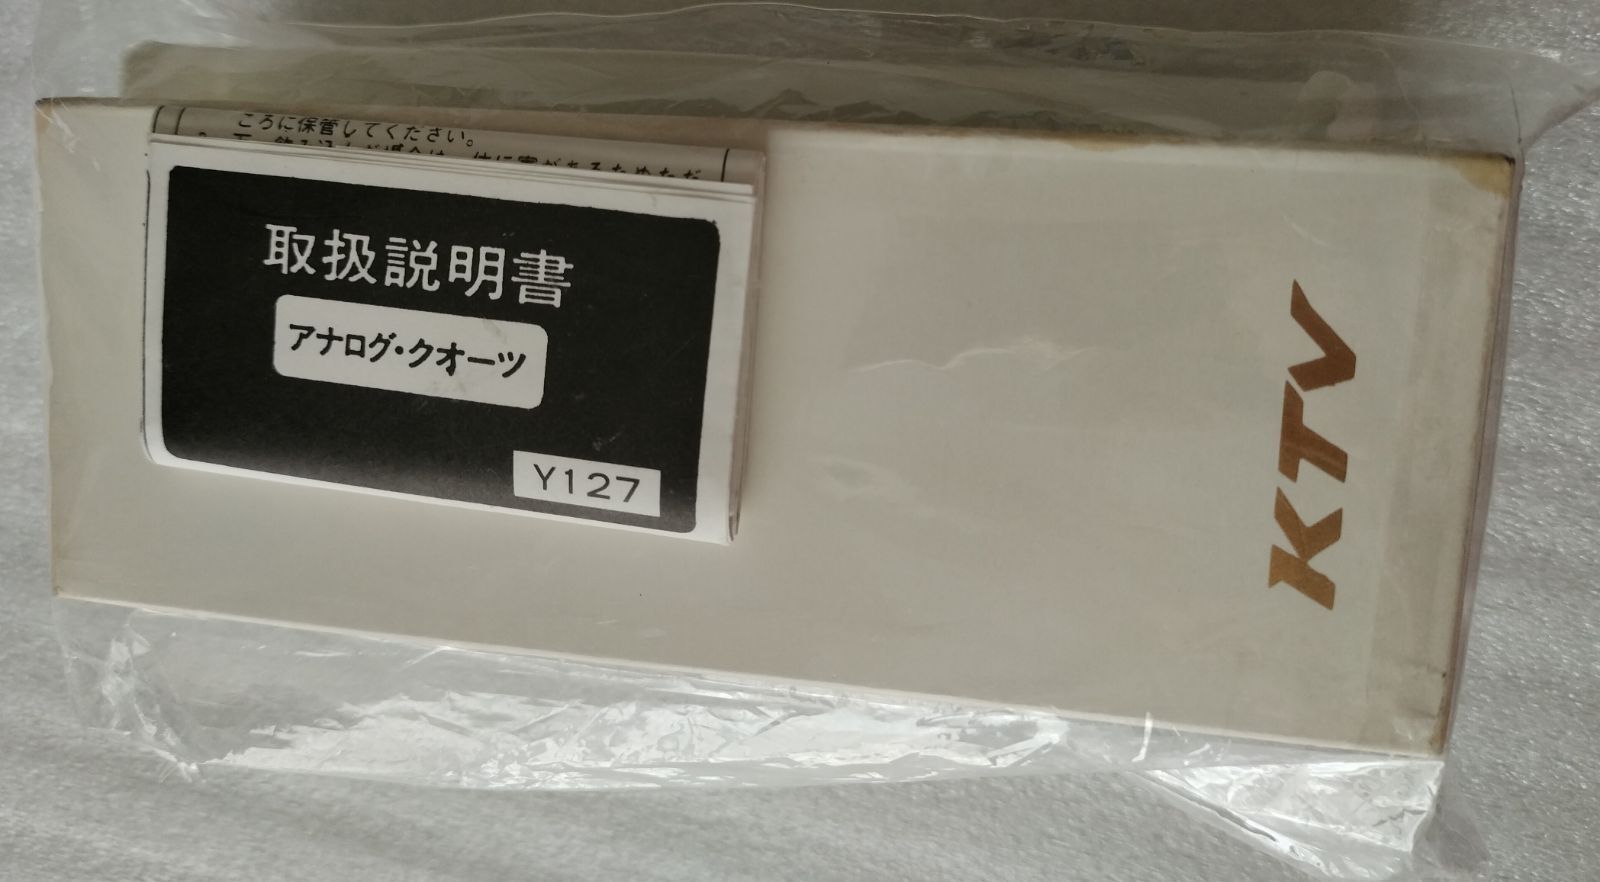 ころに保管してください。
取扱説明書
アナログ・クオーツ
Y127
KTV